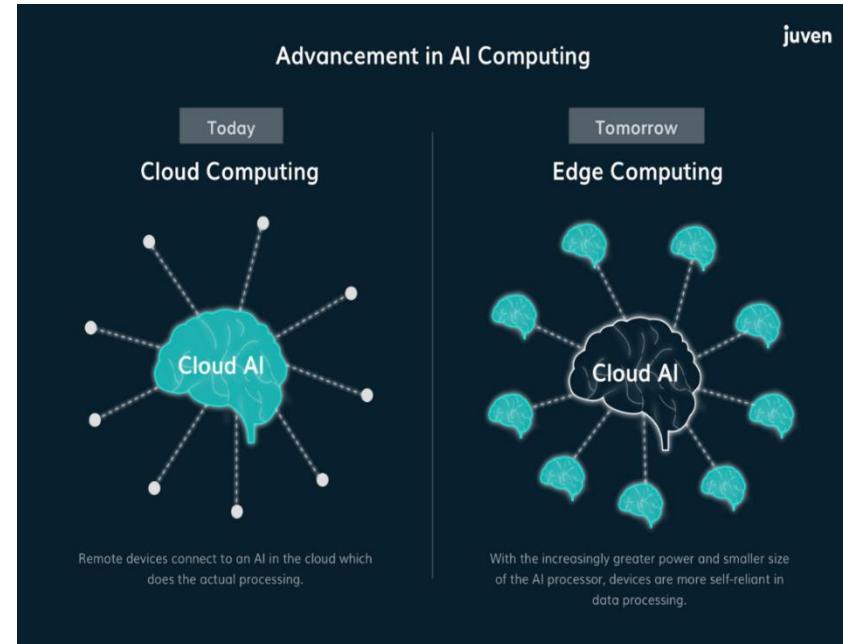 juven
Advancement in AI Computing
Today
Cloud Computing
Cloud AI
Remote devices connect to an AI in the cloud which
does the actual processing.
Tomorrow
Edge Computing
Cloud AI
With the increasingly greater power and smaller size
of the AI processor, devices are more self-reliant in
data processing.